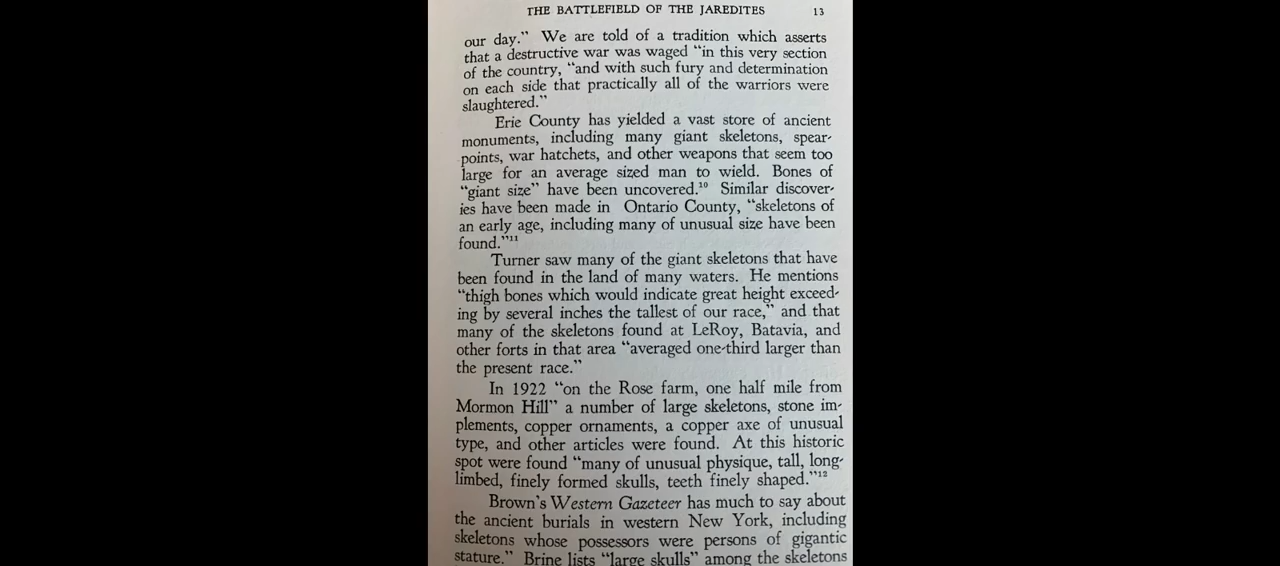 THE BATTLEFIELD OF THE JAREDITES 13
our day." We are told of a tradition which asserts
that a destructive war was waged "in this very section
of the country, "and with such fury and determination
on each side that practically all of the warriors were
slaughtered."
Erie County has yielded a vast store of ancient
monuments, including many giant skeletons, spear-
points, war hatchets, and other weapons that seem too
large for an average sized man to wield. Bones of
"giant size" have been uncovered.¹⁰ Similar discover-
ies have been made in Ontario County, "skeletons of
an early age, including many of unusual size have been
found."¹¹
Turner saw many of the giant skeletons that have
been found in the land of many waters. He mentions
"thigh bones which would indicate great height exceed-
ing by several inches the tallest of our race," and that
many of the skeletons found at LeRoy, Batavia, and
other forts in that area "averaged one-third larger than
the present race."
In 1922 "on the Rose farm, one half mile from
Mormon Hill" a number of large skeletons, stone im-
plements, copper ornaments, a copper axe of unusual
type, and other articles were found. At this historic
spot were found "many of unusual physique, tall, long-
limbed, finely formed skulls, teeth finely shaped."¹²
Brown's Western Gazeteer has much to say about
the ancient burials in western New York, including
skeletons whose possessors were persons of gigantic
stature." Brine lists "large skulls" among the skeletons